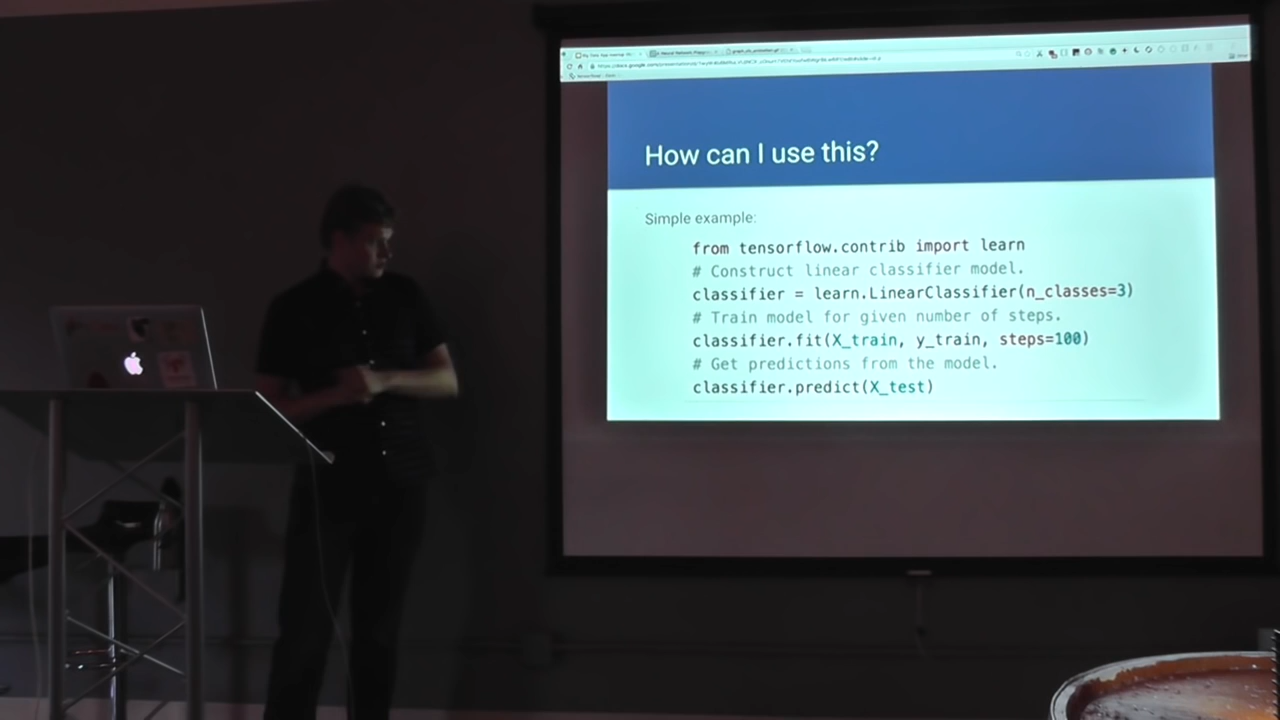 How can I use this?
Simple example:
from tensorflow.contrib import learn
# Construct linear classifier model.
classifier = learn.LinearClassifier(n_classes=3)
# Train model for given number of steps.
classifier.fit(X_train, y_train, steps=100)
# Get predictions from the model.
classifier.predict(X_test)